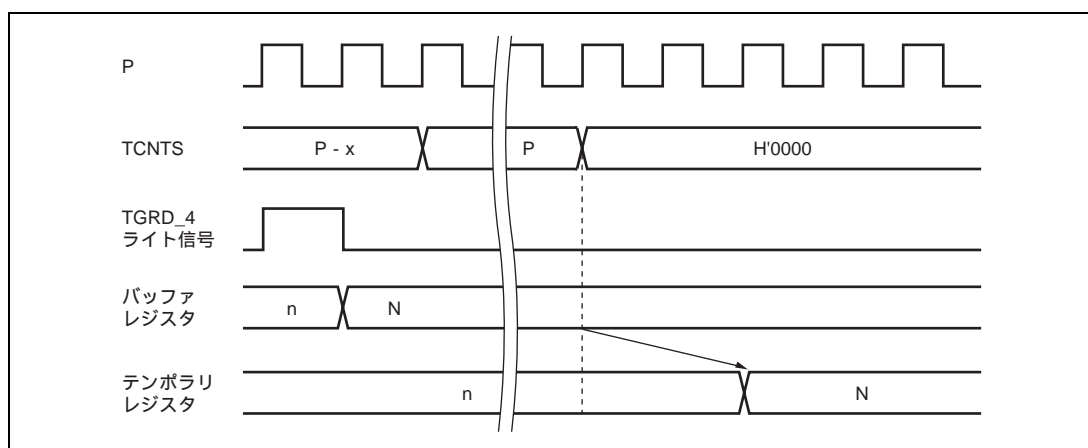 P
TCNTS
P - x
P
H'0000
TGRD_4
ライト信号
バッファ
レジスタ
n
N
テンポラリ
レジスタ
n
N